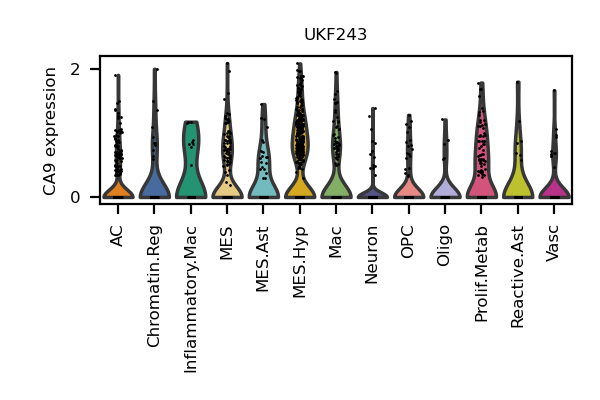 UKF243
CA9 expression
2
0
AC
Chromatin.Reg
Inflammatory.Mac
MES
MES.Ast
MES.Hyp
Mac
Neuron
OPC
Oligo
Prolif.Metab
Reactive.Ast
Vasc